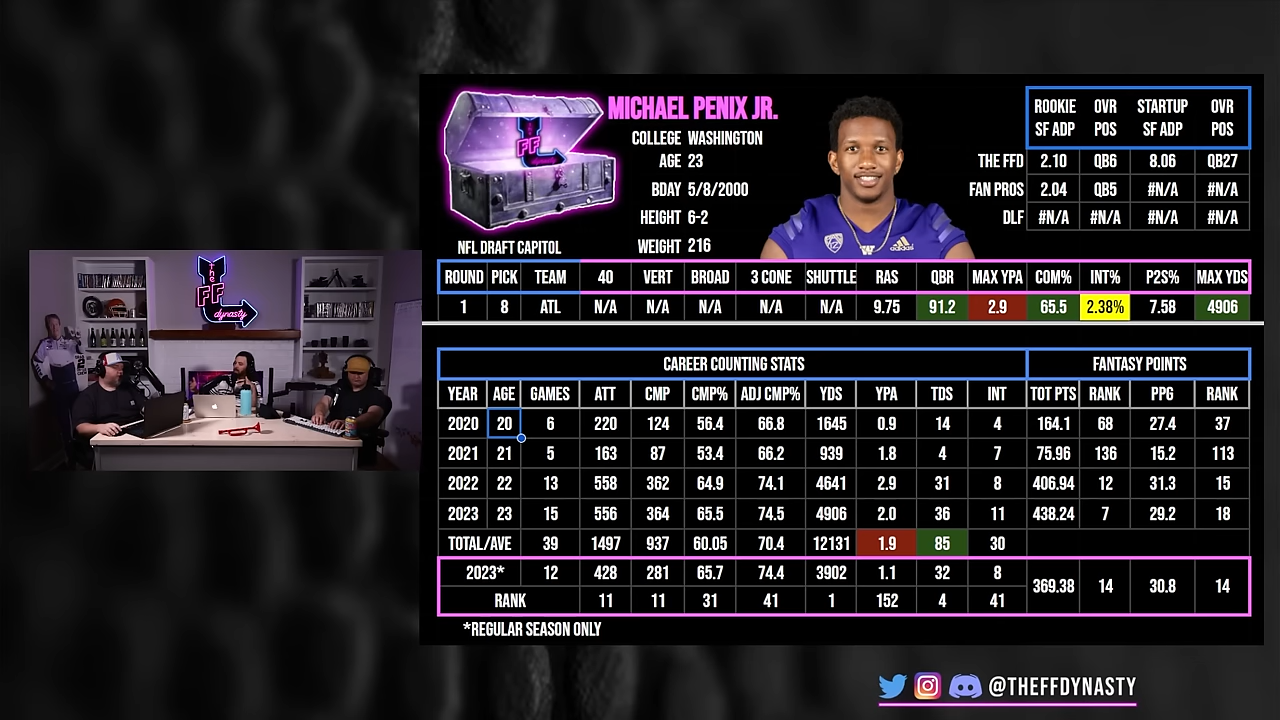 MICHAEL PENIX JR.
COLLEGE WASHINGTON
AGE 23
BDAY 5/8/2000
HEIGHT 6-2
WEIGHT 216
FF
dynasty
NFL DRAFT CAPITOL
ROOKIE SF ADP OVR POS STARTUP SF ADP OVR POS
THE FFD 2.10 QB6 8.06 QB27
FAN PROS 2.04 QB5 #N/A #N/A
DLF #N/A #N/A #N/A #N/A
ROUND PICK TEAM 40 VERT BROAD 3 CONE SHUTTLE RAS QBR MAX YPA COM% INT% P2S% MAX YDS
1 8 ATL N/A N/A N/A N/A N/A 9.75 91.2 2.9 65.5 2.38% 7.58 4906
the
FF
dynasty
CAREER COUNTING STATS FANTASY POINTS
YEAR AGE GAMES ATT CMP CMP% ADJ CMP% YDS YPA TDS INT TOT PTS RANK PPG RANK
2020 20 6 220 124 56.4 66.8 1645 0.9 14 4 164.1 68 27.4 37
2021 21 5 163 87 53.4 66.2 939 1.8 4 7 75.96 136 15.2 113
2022 22 13 558 362 64.9 74.1 4641 2.9 31 8 406.94 12 31.3 15
2023 23 15 556 364 65.5 74.5 4906 2.0 36 11 438.24 7 29.2 18
TOTAL/AVE 39 1497 937 60.05 70.4 12131 1.9 85 30
2023* 12 428 281 65.7 74.4 3902 1.1 32 8 369.38 14 30.8 14
RANK 11 11 31 41 1 152 4 41
*REGULAR SEASON ONLY
@THEFFDYNASTY